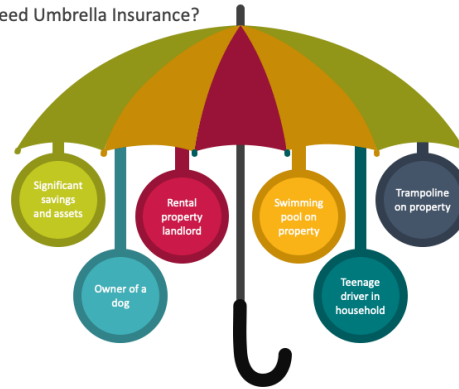 eed Umbrella Insurance?
Significant
savings
and assets
Owner of a
dog
Rental
property
landlord
Swimming
pool on
property
Teenage
driver in
household
Trampoline
on property